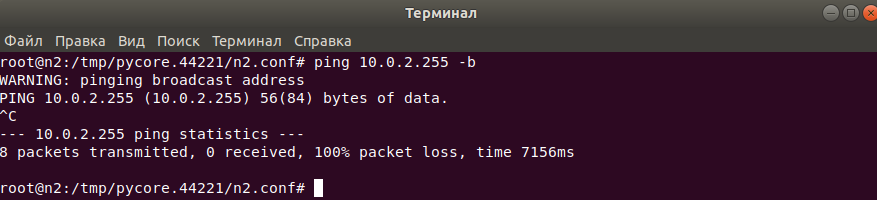 Терминал
Файл Правка Вид Поиск Терминал Справка
root@n2:/tmp/pycore.44221/n2.conf# ping 10.0.2.255 -b
WARNING: pinging broadcast address
PING 10.0.2.255 (10.0.2.255) 56(84) bytes of data.
^C
--- 10.0.2.255 ping statistics ---
8 packets transmitted, 0 received, 100% packet loss, time 7156ms
root@n2:/tmp/pycore.44221/n2.conf#